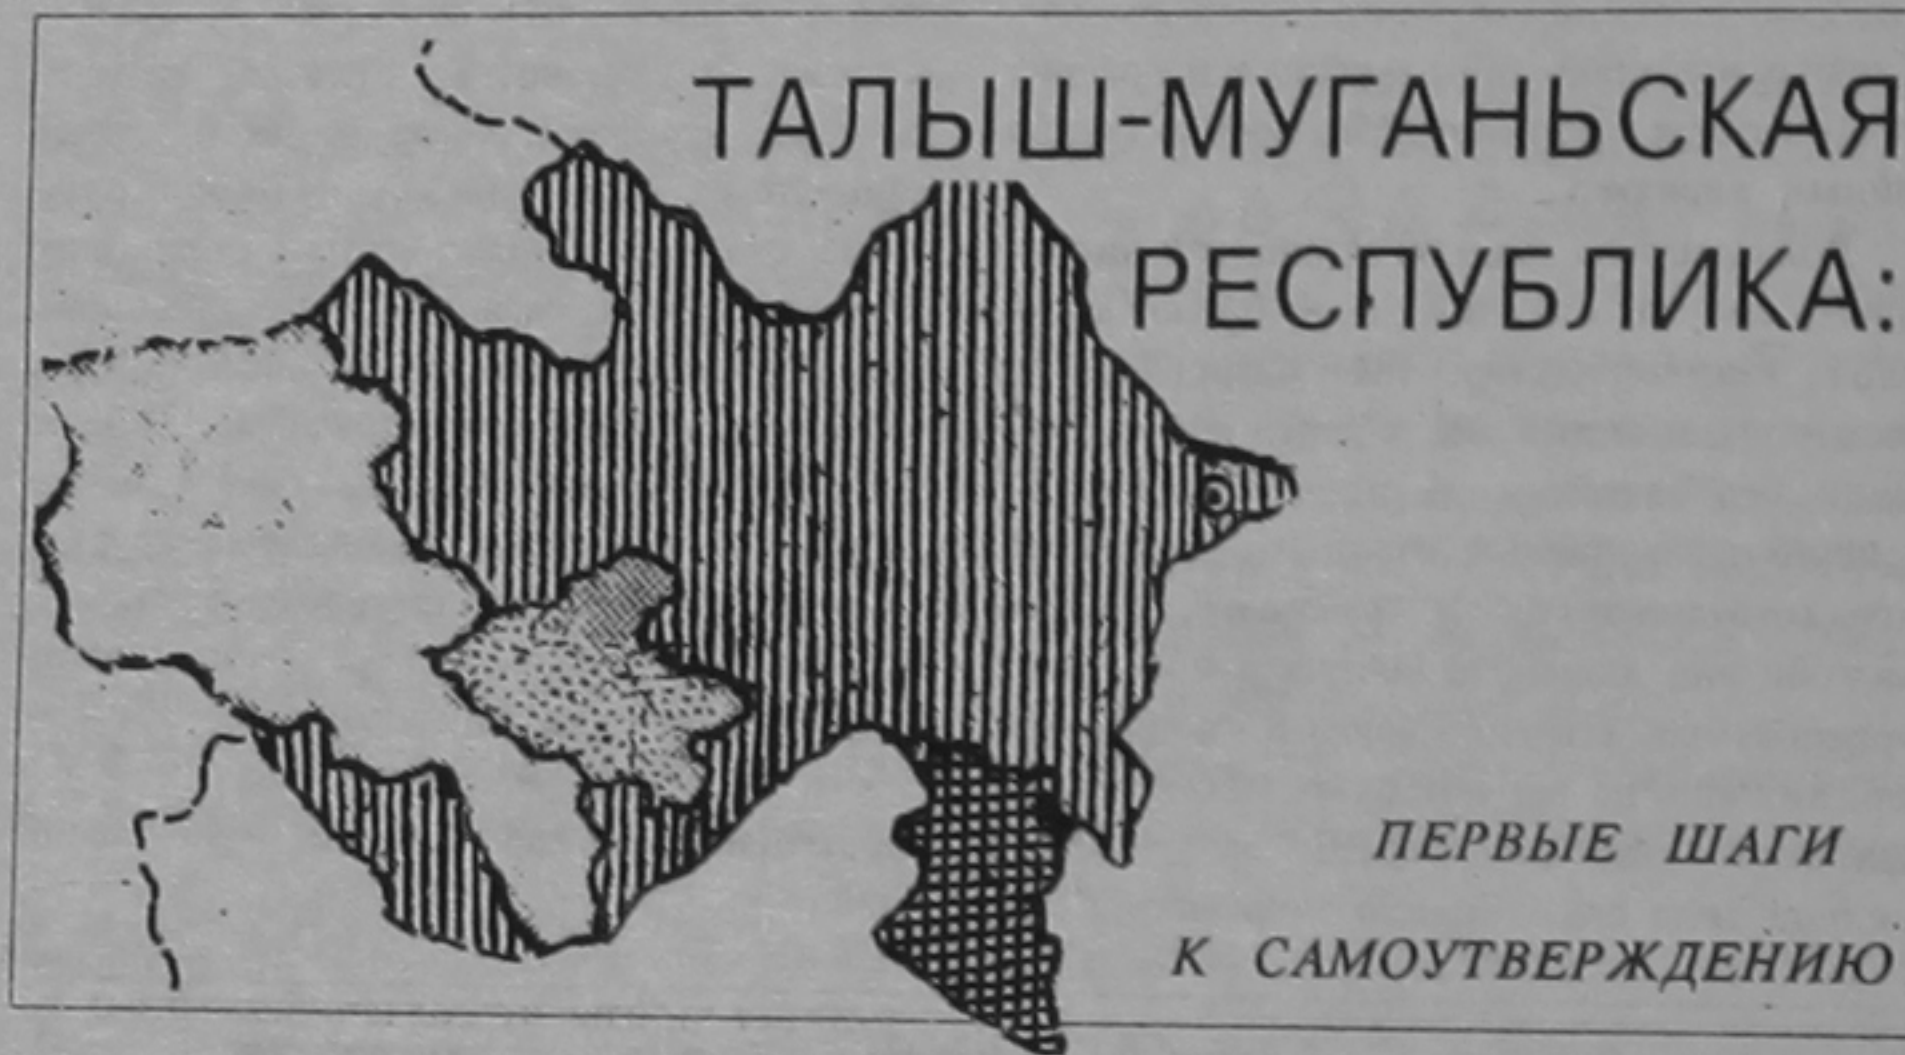 ТАЛЫШ-МУГАНЬСКАЯ
РЕСПУБЛИКА:
ПЕРВЫЕ ШАГИ
К САМОУТВЕРЖДЕНИЮ